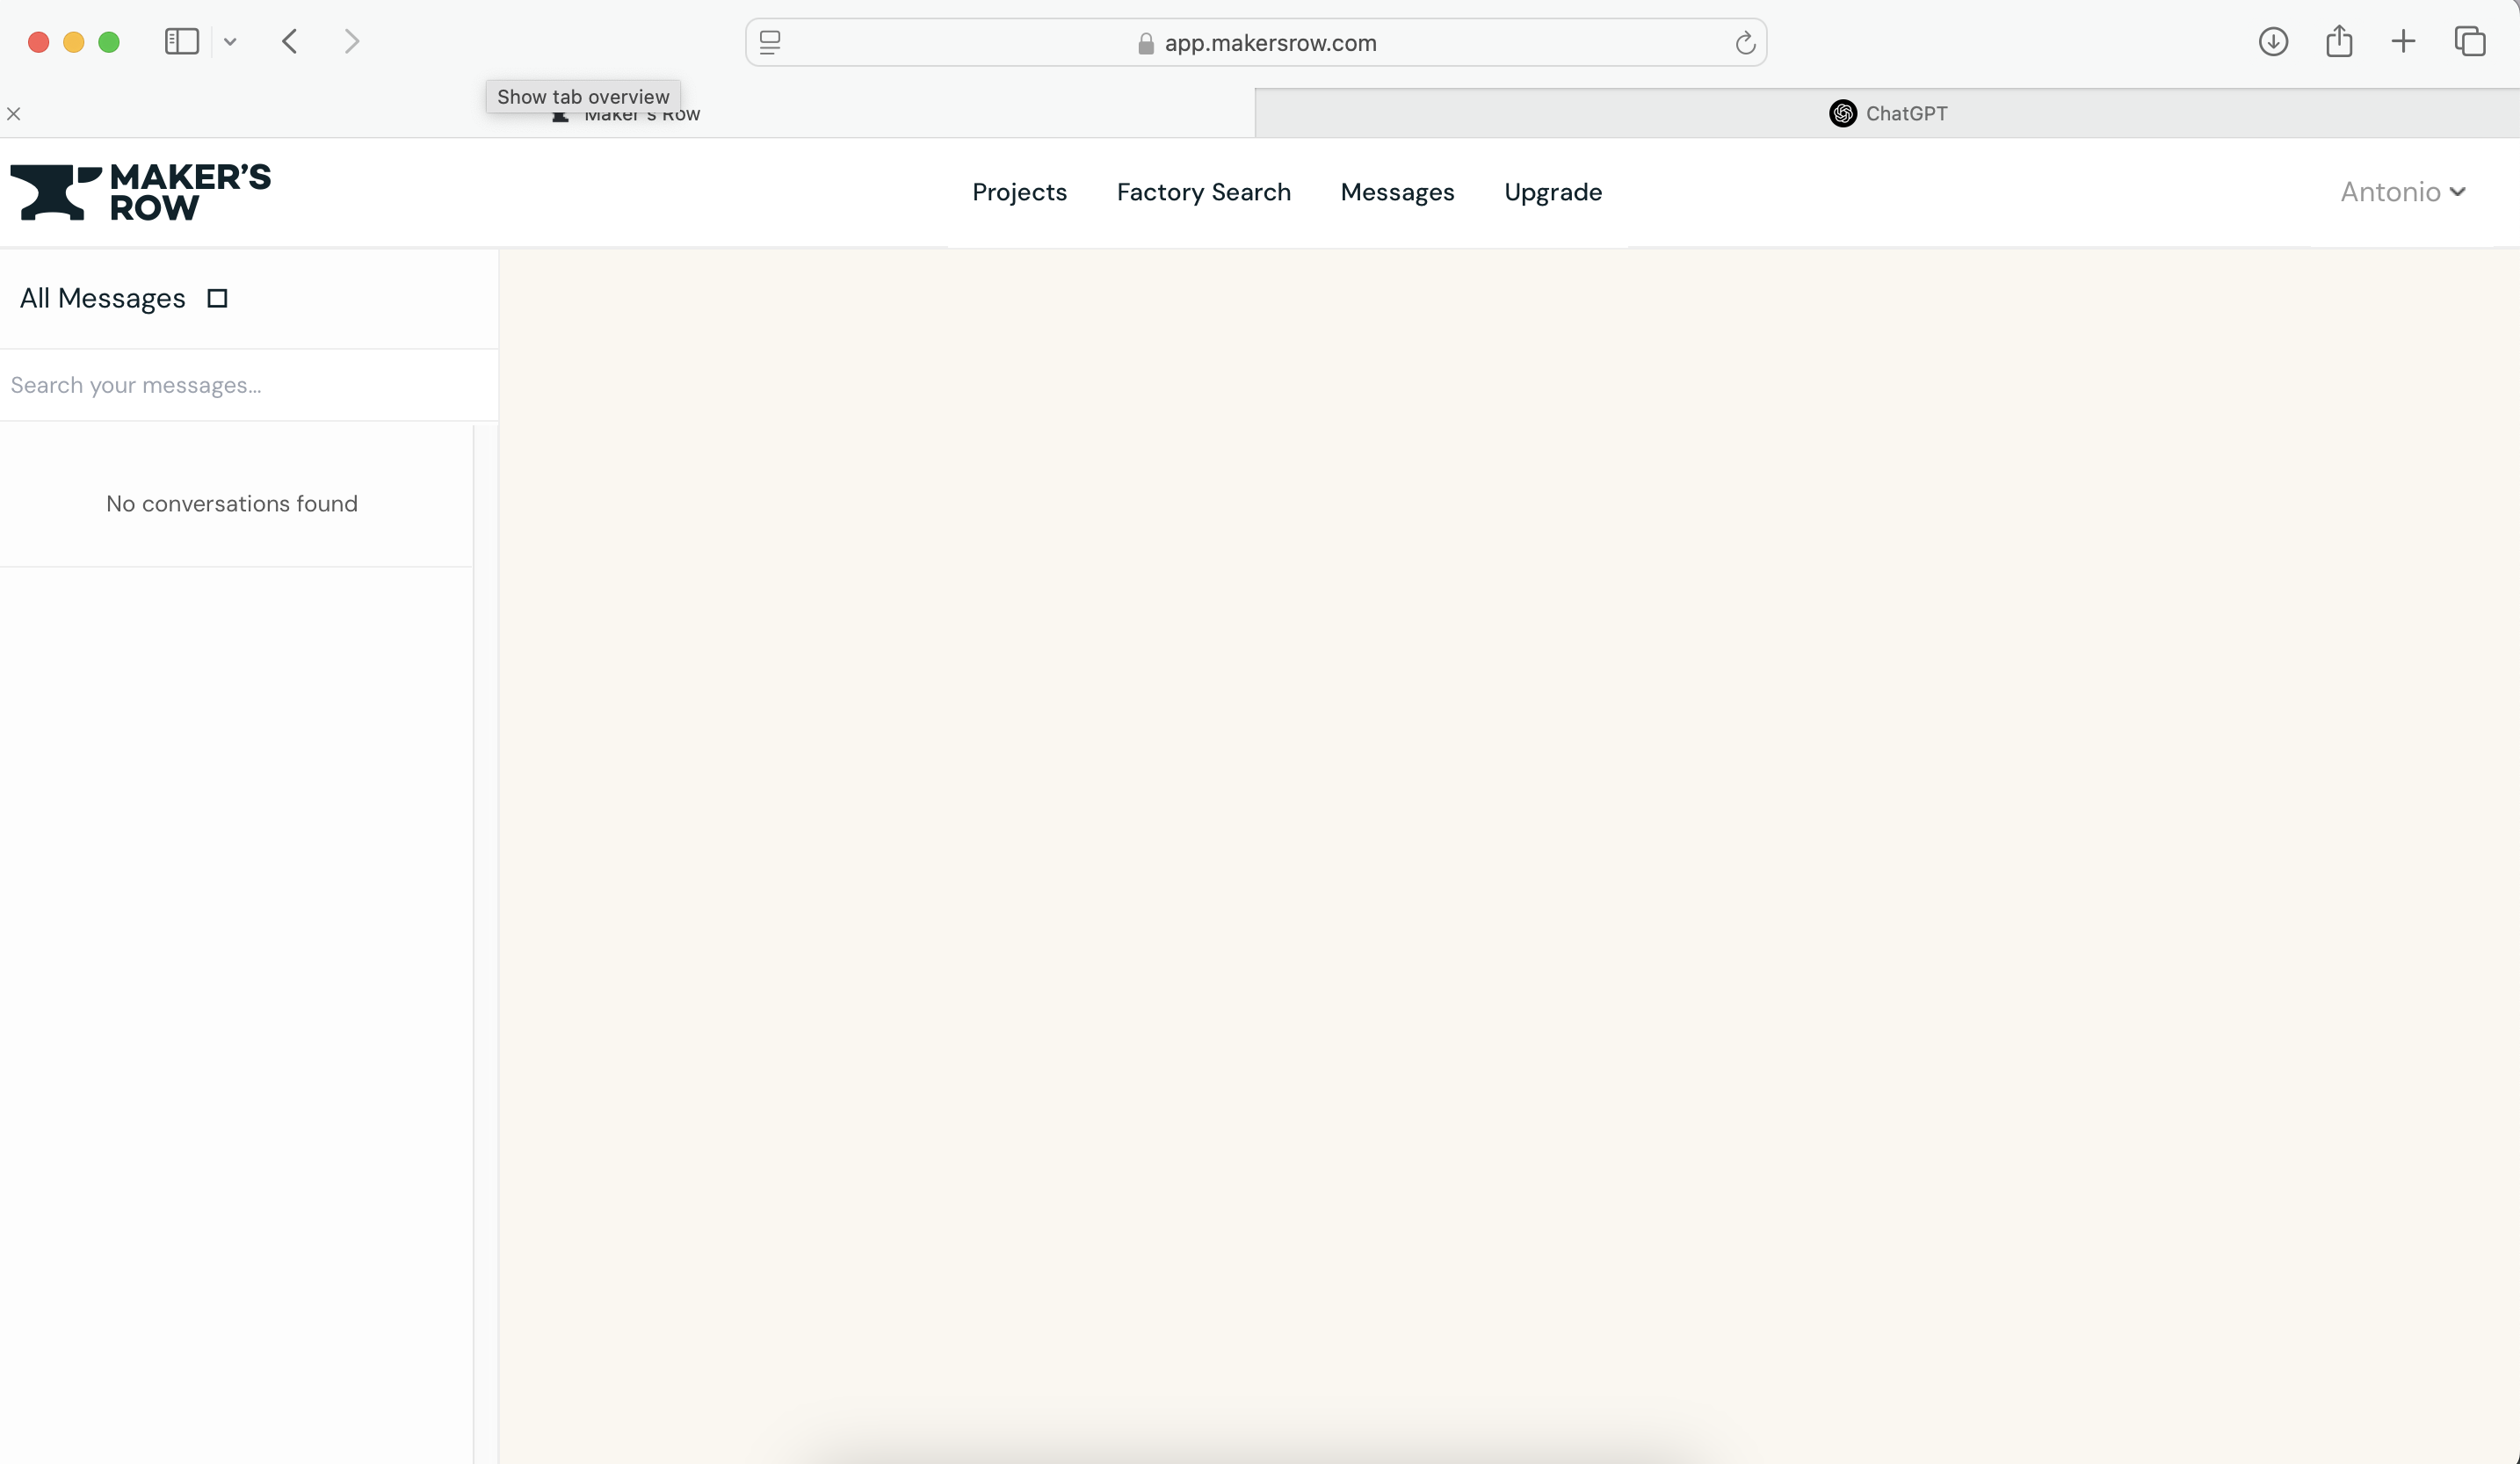 app.makersrow.com
Show tab overview
Maker's Row
ChatGPT
MAKER'S
ROW
Projects
Factory Search
Messages
Upgrade
Antonio
All Messages
Search your messages...
No conversations found